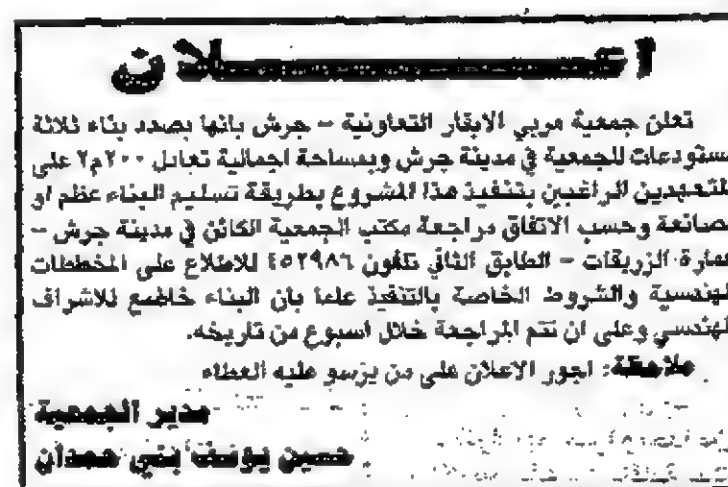 اعـــــلان
تعلن جمعية مربي الابقار التعاونية - جرش بانها بصدد بناء ثلاثة
مستودعات للجمعية في مدينة جرش وبمساحة اجمالية تعادل ٢٠٠م٢ على
المتعهدين الراغبين بتنفيذ هذا المشروع بطريقة تسليم البناء عظم او
مصانعة وحسب الاتفاق مراجعة مكتب الجمعية الكائن في مدينة جرش -
عمارة الزريقات - الطابق الثاني تلفون ٤٥٢٩٨٦ للاطلاع على المخططات
الهندسية والشروط الخاصة بالتنفيذ علما بان البناء خاضع للاشراف
الهندسي وعلى ان تتم المراجعة خلال اسبوع من تاريخه.
ملاحظة: اجور الاعلان على من يرسو عليه العطاء
مدير الجمعية
حسين يوسف بني حمدان